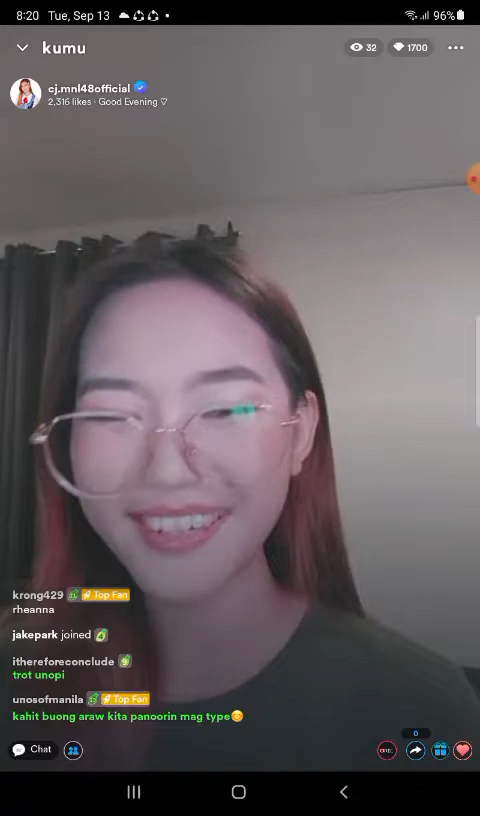 8:20 Tue, Sep 13 96%
kumu 32 1700
cj.mnl48official
2,316 likes · Good Evening ♡
krong429 Top Fan
rheanna
jakepark joined
ithereforeconclude
trot unopi
unosofmanila Top Fan
kahit buong araw kita panoorin mag type😊
0
Chat